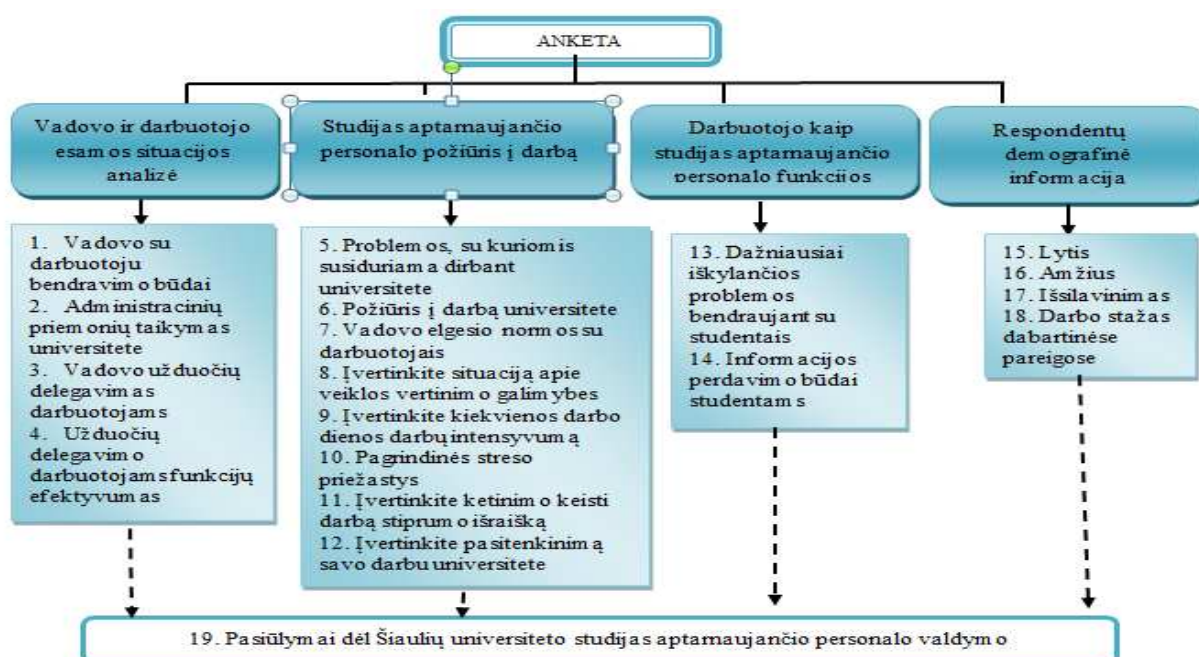 ANKETA
Vadovo ir darbuotojo
esamos situacijos
analizė
Studijas aptarnaujančio
personalo požiūris į darbą
Darbuotojo kaip
studijas aptarnaujančio
personalo funkcijos
Respondentų
demografinė
informacija
1. Vadovo su
darbuotoju
bendravimo būdai
2. Administracinių
priemonių taikymas
universitete
3. Vadovo užduočių
delegavimas
darbuotojams
4. Užduočių
delegavimo
darbuotojams funkcijų
efektyvumas
5. Problemos, su kuriomis
susiduriama dirbant
universitete
6. Požiūris į darbą universitete
7. Vadovo elgesio normos su
darbuotojais
8. Įvertinkite situaciją apie
veiklos vertinimo galimybes
9. Įvertinkite kiekvienos darbo
dienos darbų intensyvumą
10. Pagrindinės streso
priežastys
11. Įvertinkite ketinimo keisti
darbą stiprumo išraišką
12. Įvertinkite pasitenkinimą
savo darbu universitete
13. Dažniausiai
iškylančios
problemos
bendraujant su
studentais
14. Informacijos
perdavimo būdai
studentams
15. Lytis
16. Amžius
17. Išsilavinimas
18. Darbo stažas
dabartinėse
pareigose
19. Pasiūlymai dėl Šiaulių universiteto studijas aptarnaujančio personalo valdymo